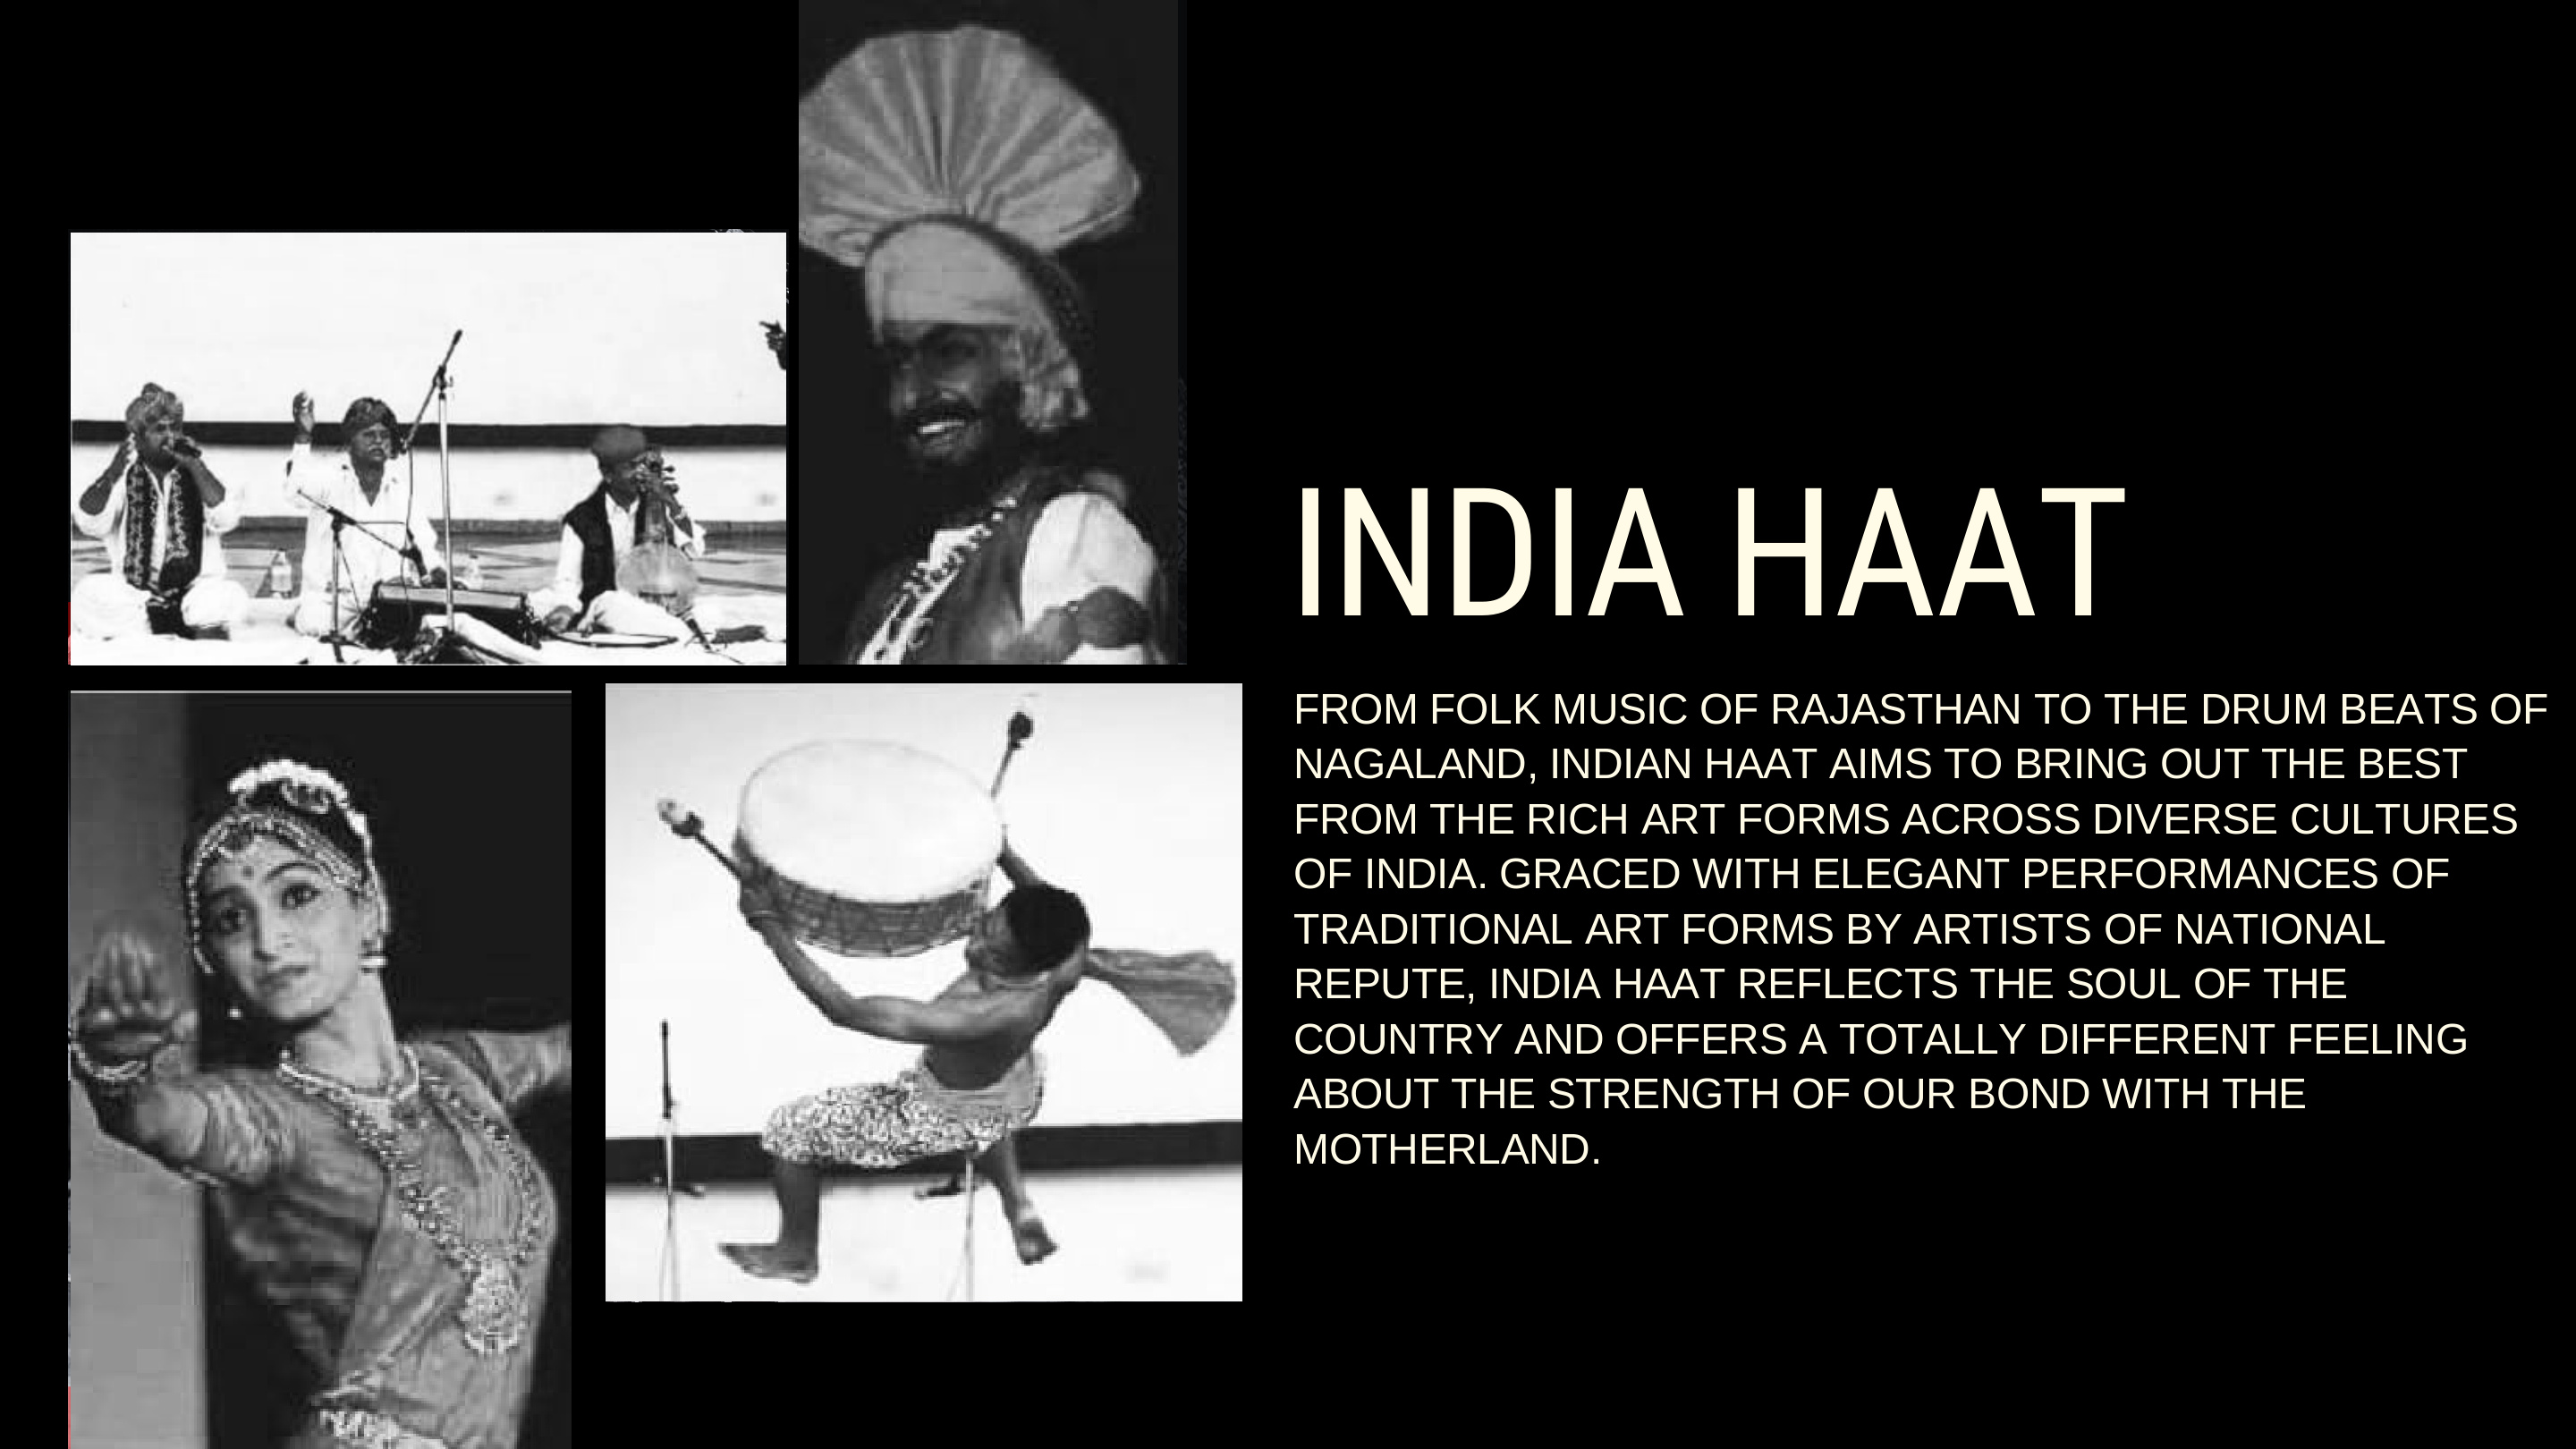 INDIA HAAT
FROM FOLK MUSIC OF RAJASTHAN TO THE DRUM BEATS OF
NAGALAND, INDIAN HAAT AIMS TO BRING OUT THE BEST
FROM THE RICH ART FORMS ACROSS DIVERSE CULTURES
OF INDIA. GRACED WITH ELEGANT PERFORMANCES OF
TRADITIONAL ART FORMS BY ARTISTS OF NATIONAL
REPUTE, INDIA HAAT REFLECTS THE SOUL OF THE
COUNTRY AND OFFERS A TOTALLY DIFFERENT FEELING
ABOUT THE STRENGTH OF OUR BOND WITH THE
MOTHERLAND.